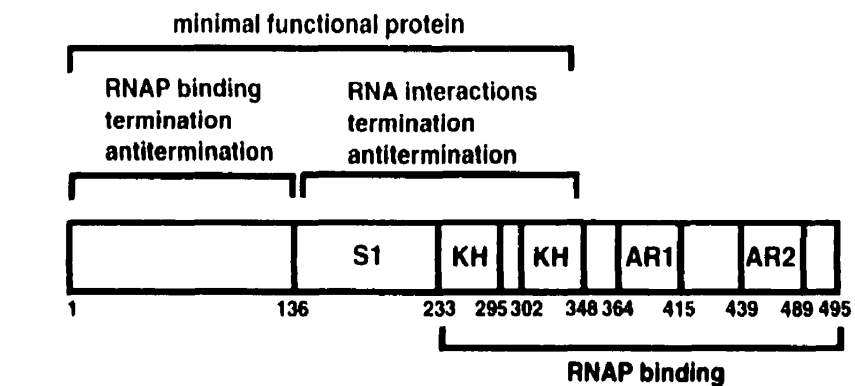 minimal functional protein
RNAP binding
termination
antitermination
RNA interactions
termination
antitermination
S1 KH KH AR1 AR2
1 136 233 295 302 348 364 415 439 489 495
RNAP binding